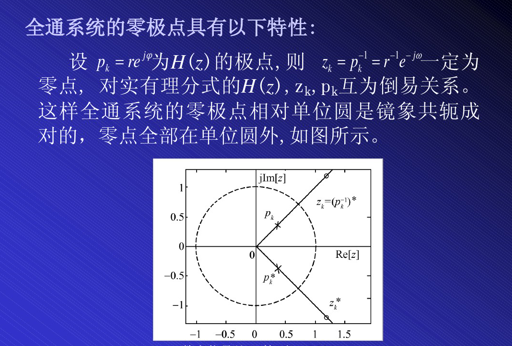 全通系统的零极点具有以下特性:
设 pₖ = re^{jφ}为H(z)的极点, 则 zₖ = pₖ⁻¹ = r⁻¹e^{-jω}一定为
零点, 对实有理分式的H(z), zₖ, pₖ互为倒易关系。
这样全通系统的零极点相对单位圆是镜象共轭成
对的，零点全部在单位圆外, 如图所示。
jIm[z]
1
zₖ=(pₖ⁻¹)*
0.5
pₖ
0
0
Re[z]
−0.5
pₖ*
−1
zₖ*
−1 −0.5 0 0.5 1 1.5